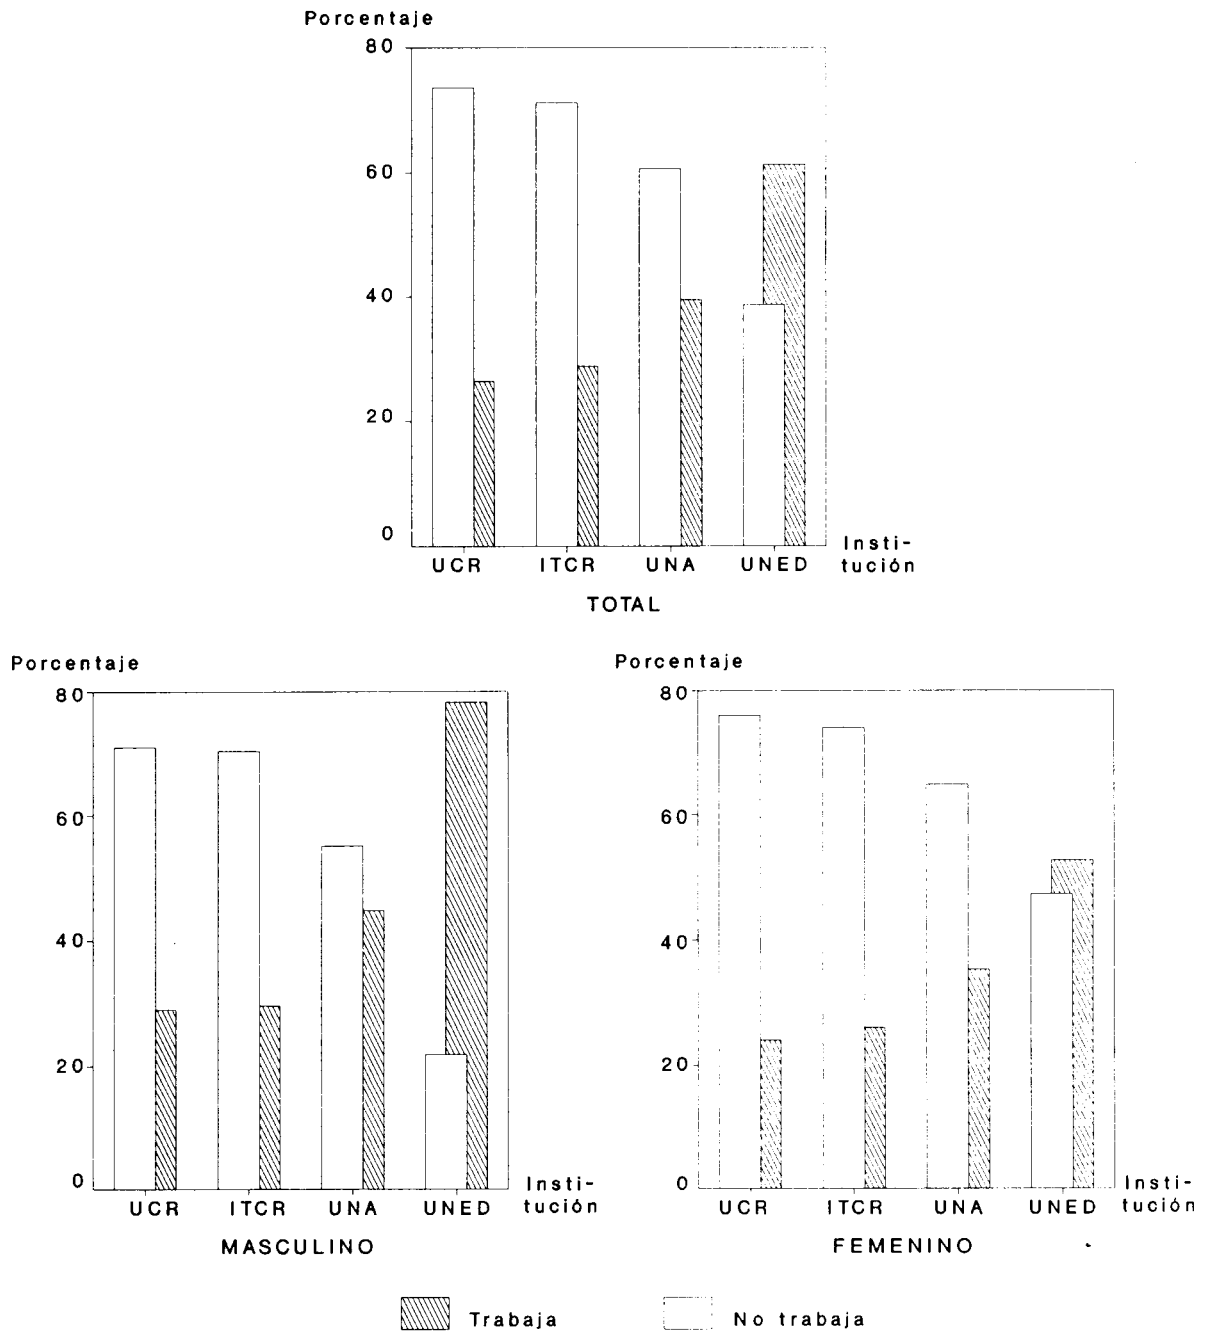 Porcentaje
80
60
40
20
0
UCR ITCR UNA UNED
Insti-
tución
TOTAL
Porcentaje
80
60
40
20
0
UCR ITCR UNA UNED
Insti-
tución
MASCULINO
Porcentaje
80
60
40
20
0
UCR ITCR UNA UNED
Insti-
tución
FEMENINO
Trabaja No trabaja